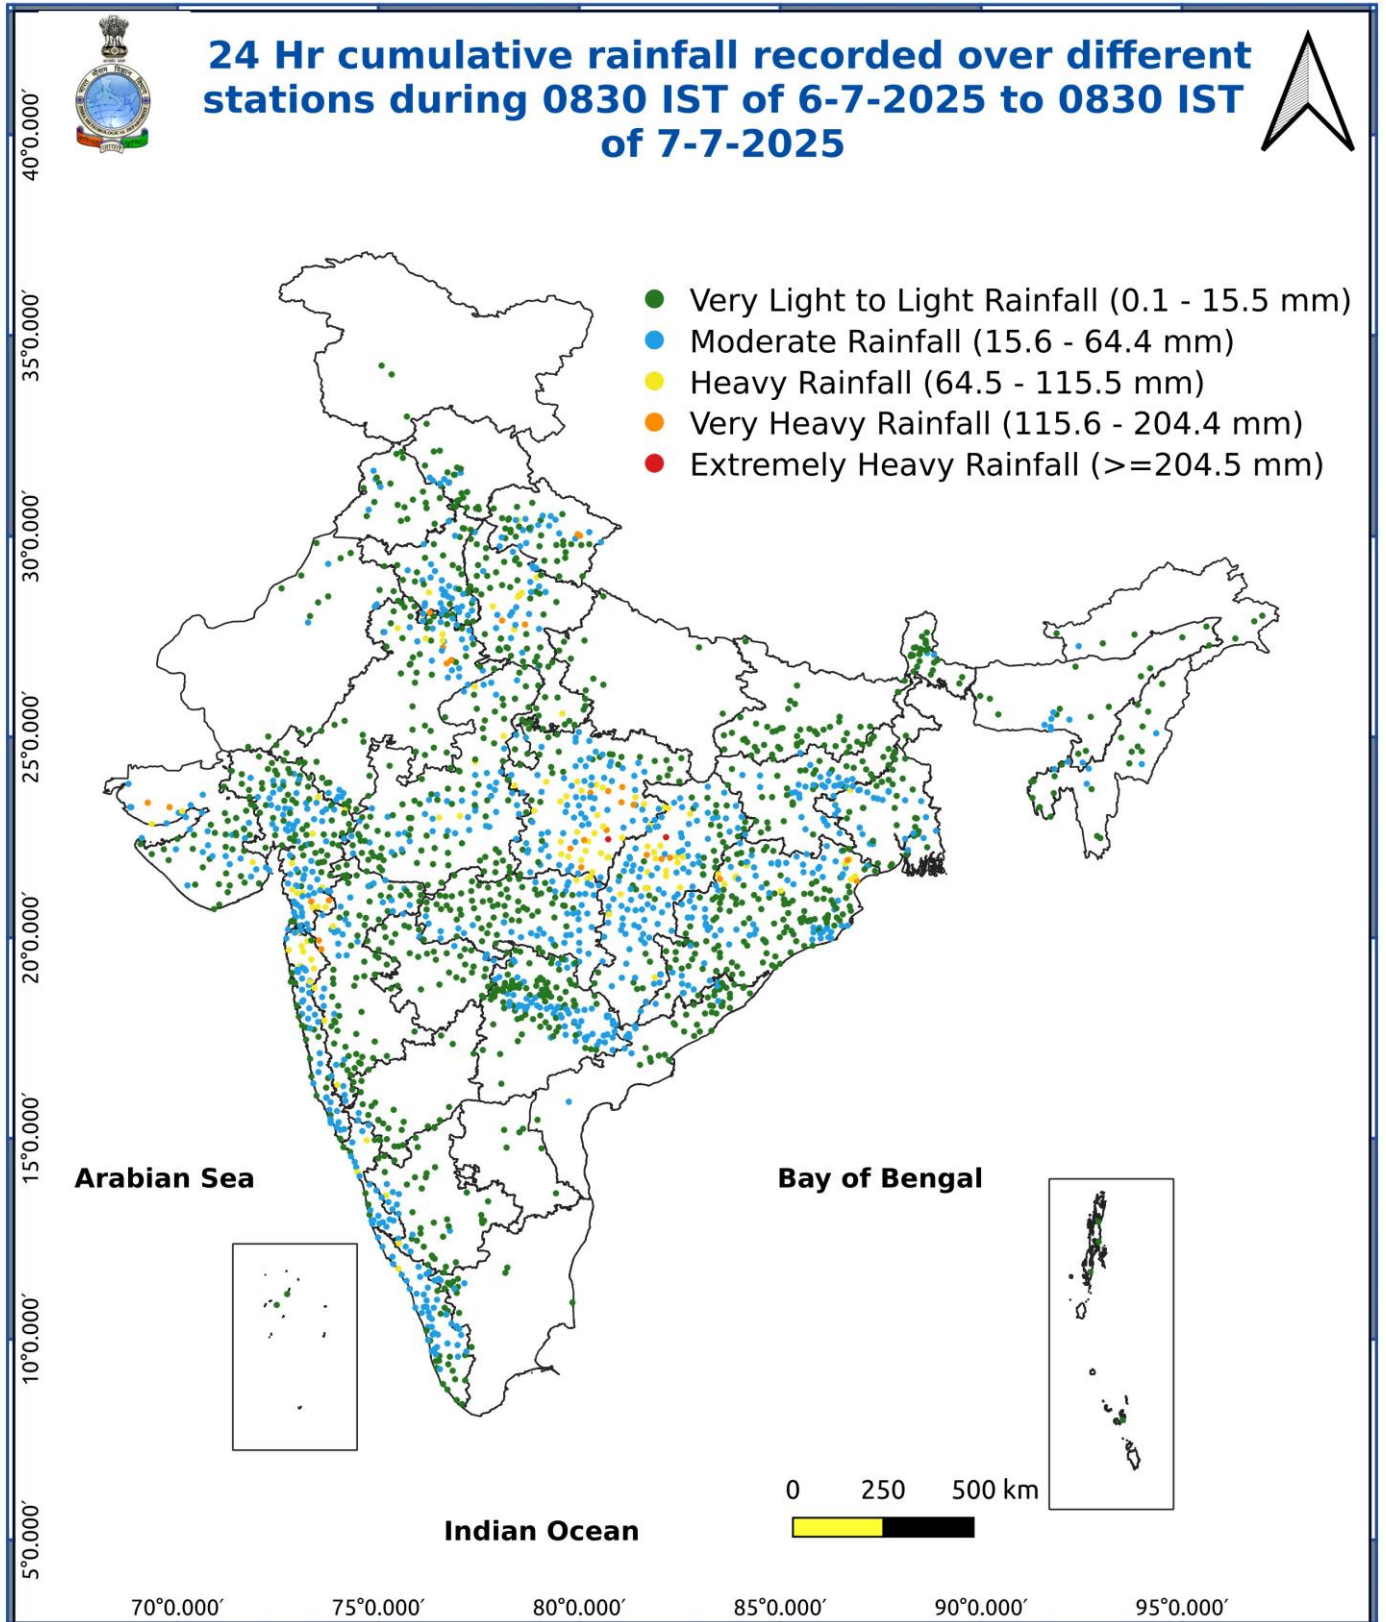 24 Hr cumulative rainfall recorded over different
stations during 0830 IST of 6-7-2025 to 0830 IST
of 7-7-2025
Very Light to Light Rainfall (0.1 - 15.5 mm)
Moderate Rainfall (15.6 - 64.4 mm)
Heavy Rainfall (64.5 - 115.5 mm)
Very Heavy Rainfall (115.6 - 204.4 mm)
Extremely Heavy Rainfall (>=204.5 mm)
40°0.000′
35°0.000′
30°0.000′
25°0.000′
20°0.000′
15°0.000′
10°0.000′
5°0.000′
Arabian Sea
Bay of Bengal
Indian Ocean
0 250 500 km
70°0.000′ 75°0.000′ 80°0.000′ 85°0.000′ 90°0.000′ 95°0.000′